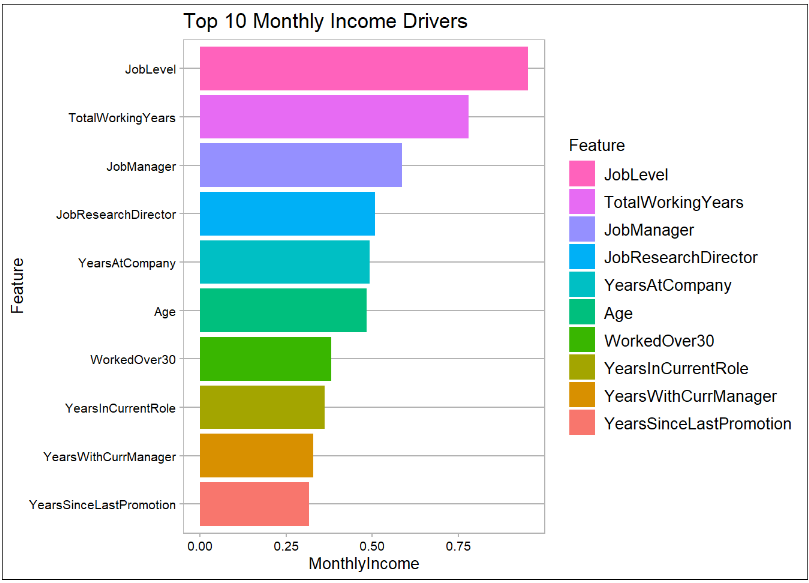 Top 10 Monthly Income Drivers
Feature
JobLevel
TotalWorkingYears
JobManager
JobResearchDirector
YearsAtCompany
Age
WorkedOver30
YearsInCurrentRole
YearsWithCurrManager
YearsSinceLastPromotion
0.00 0.25 0.50 0.75
MonthlyIncome
Feature
JobLevel
TotalWorkingYears
JobManager
JobResearchDirector
YearsAtCompany
Age
WorkedOver30
YearsInCurrentRole
YearsWithCurrManager
YearsSinceLastPromotion